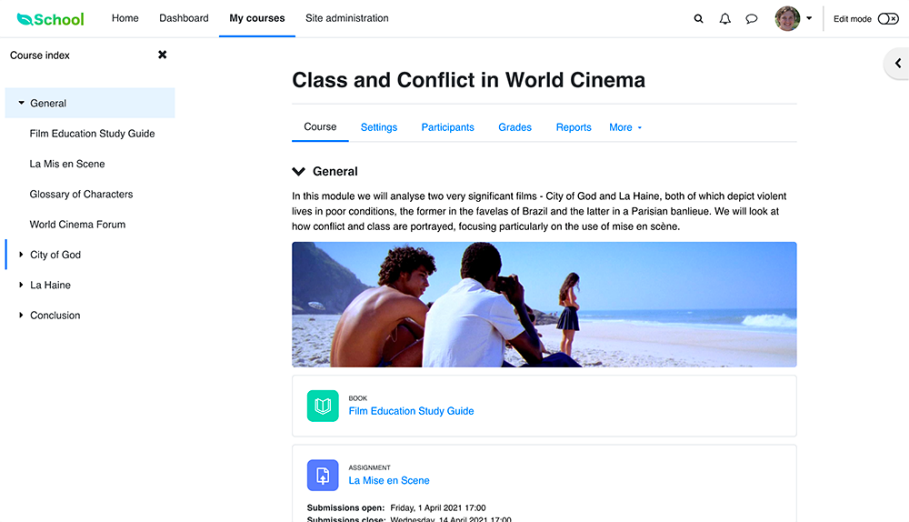 School
Home
Dashboard
My courses
Site administration
Edit mode
Course index
General
Film Education Study Guide
La Mis en Scene
Glossary of Characters
World Cinema Forum
City of God
La Haine
Conclusion
Class and Conflict in World Cinema
Course
Settings
Participants
Grades
Reports
More
General
In this module we will analyse two very significant films - City of God and La Haine, both of which depict violent
lives in poor conditions, the former in the favelas of Brazil and the latter in a Parisian banlieue. We will look at
how conflict and class are portrayed, focusing particularly on the use of mise en scène.
BOOK
Film Education Study Guide
ASSIGNMENT
La Mise en Scene
Submissions open: Friday, 1 April 2021 17:00
Submissions close: Wednesday, 14 April 2021 17:00